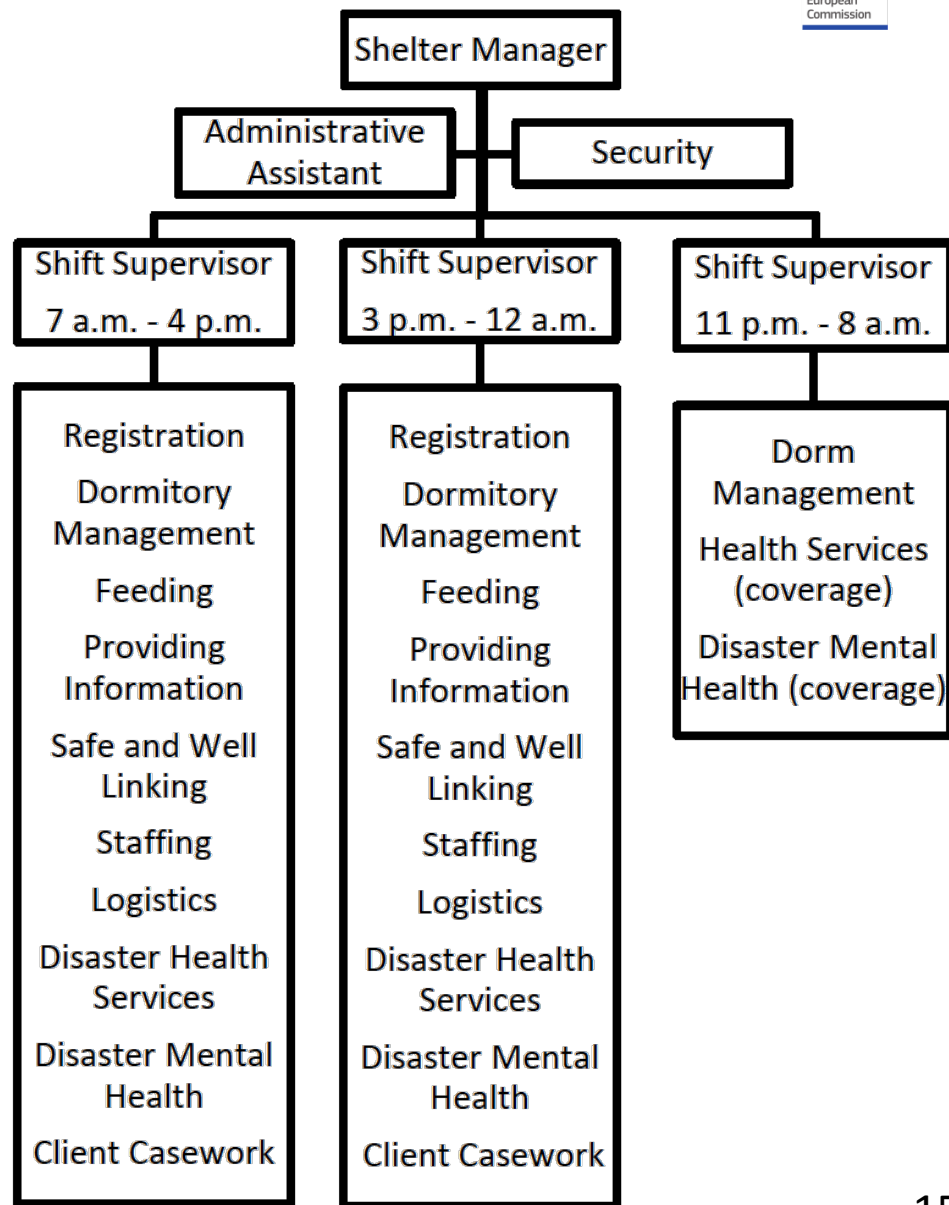 European
Commission
Shelter Manager
Administrative
Assistant
Security
Shift Supervisor
7 a.m. - 4 p.m.
Shift Supervisor
3 p.m. - 12 a.m.
Shift Supervisor
11 p.m. - 8 a.m.
Registration
Dormitory
Management
Feeding
Providing
Information
Safe and Well
Linking
Staffing
Logistics
Disaster Health
Services
Disaster Mental
Health
Client Casework
Registration
Dormitory
Management
Feeding
Providing
Information
Safe and Well
Linking
Staffing
Logistics
Disaster Health
Services
Disaster Mental
Health
Client Casework
Dorm
Management
Health Services
(coverage)
Disaster Mental
Health (coverage)